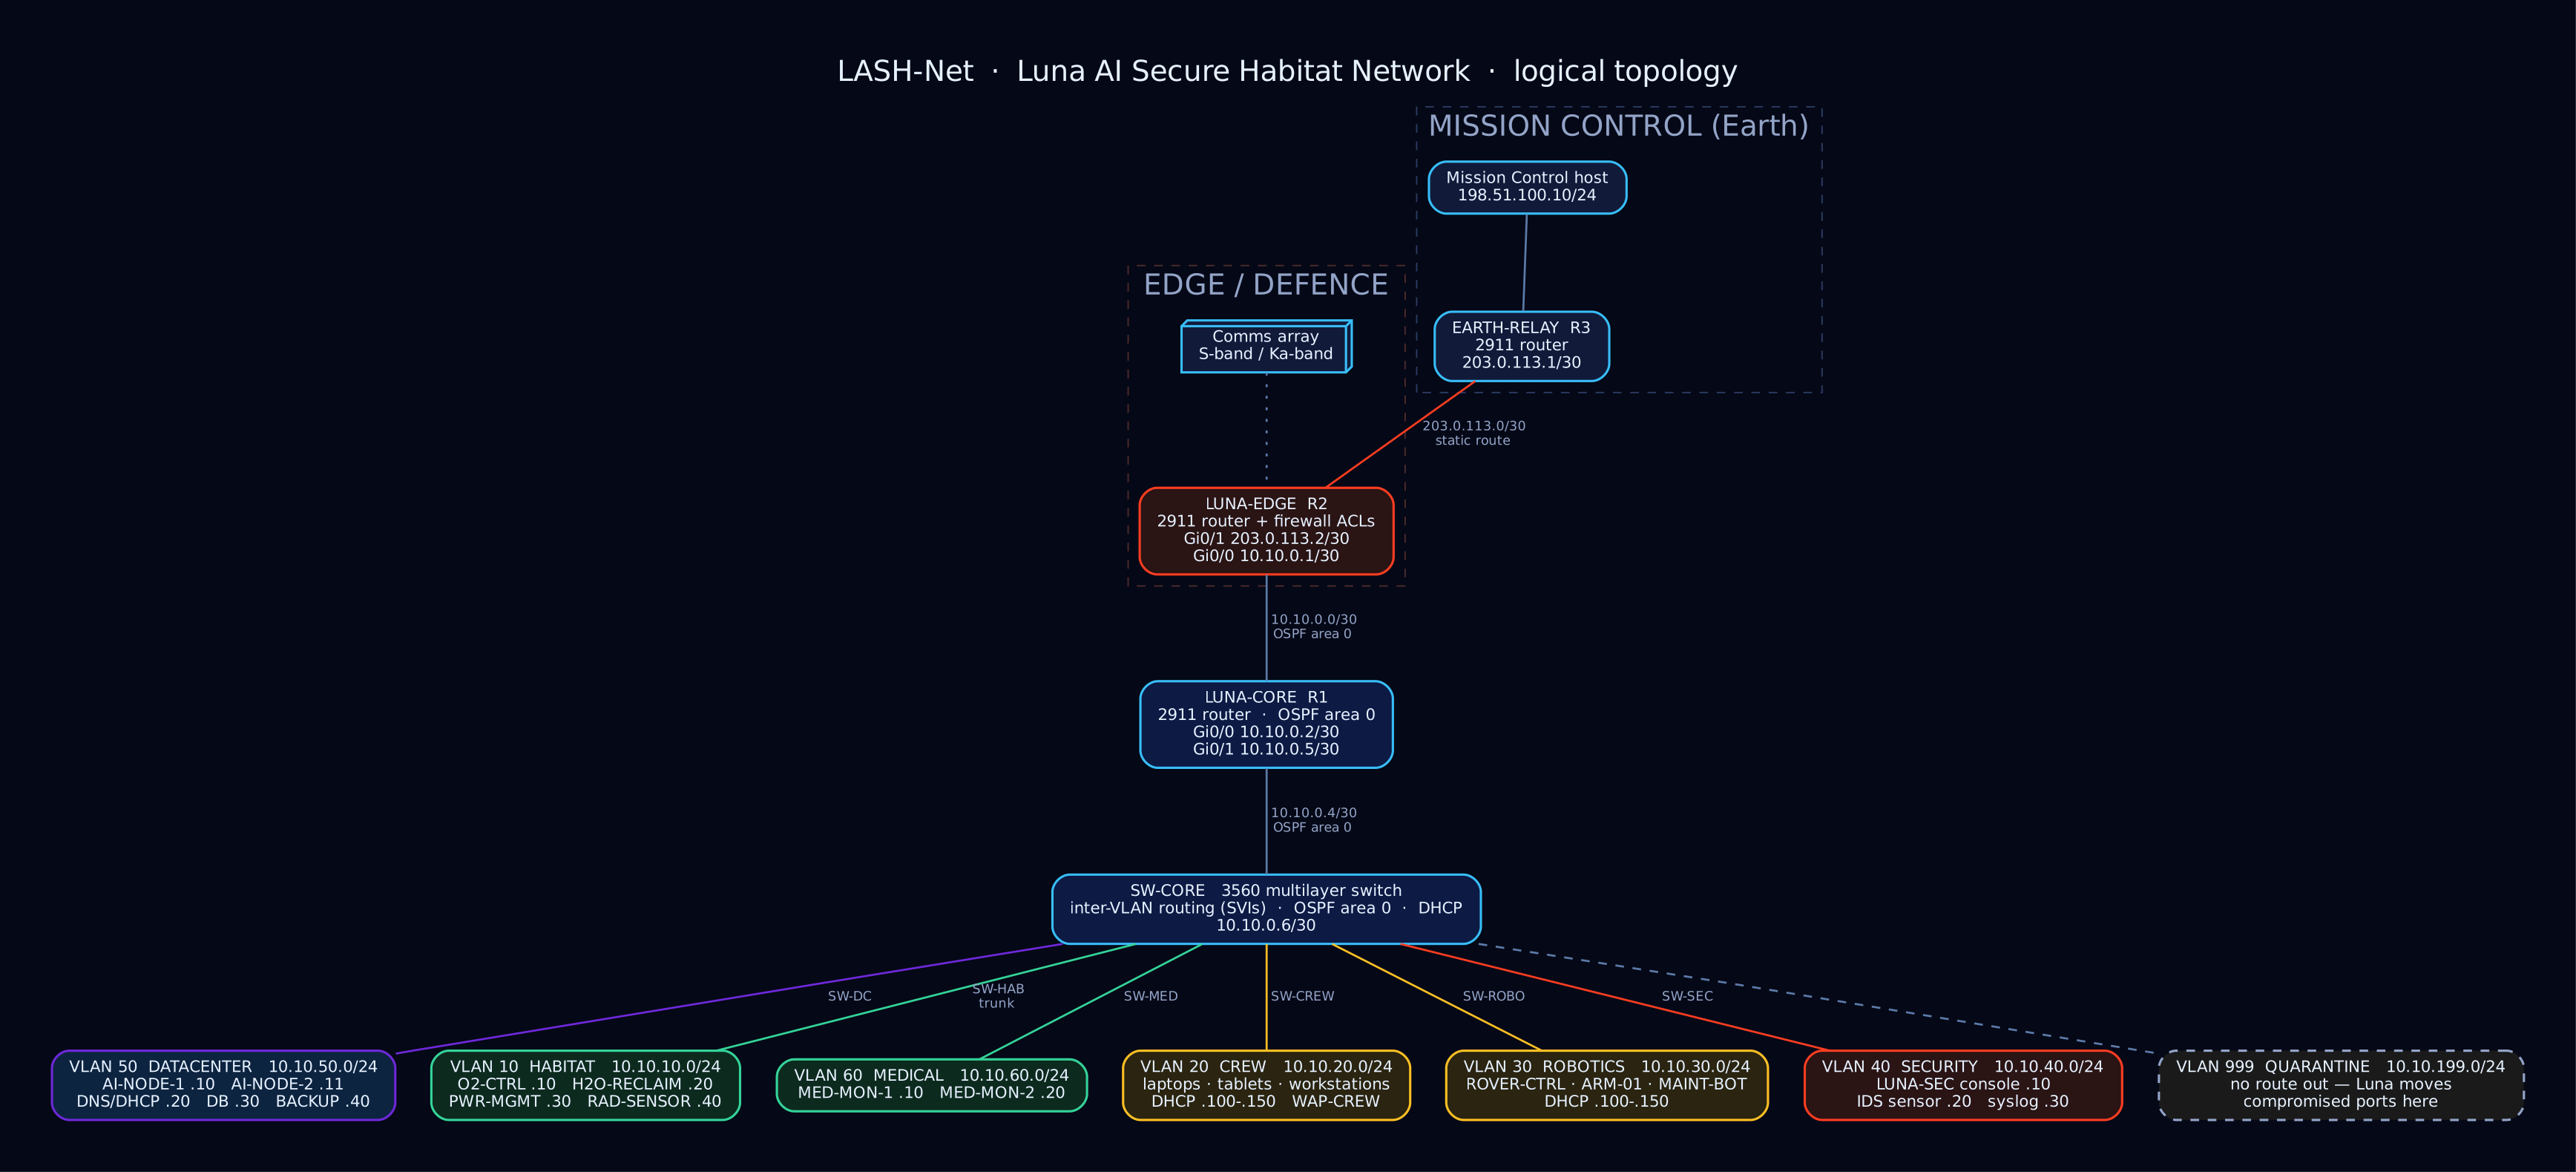 LASH-Net · Luna AI Secure Habitat Network · logical topology
MISSION CONTROL (Earth)
Mission Control host
198.51.100.10/24
EDGE / DEFENCE
Comms array
S-band / Ka-band
EARTH-RELAY R3
2911 router
203.0.113.1/30
203.0.113.0/30
static route
LUNA-EDGE R2
2911 router + firewall ACLs
Gi0/1 203.0.113.2/30
Gi0/0 10.10.0.1/30
10.10.0.0/30
OSPF area 0
LUNA-CORE R1
2911 router · OSPF area 0
Gi0/0 10.10.0.2/30
Gi0/1 10.10.0.5/30
10.10.0.4/30
OSPF area 0
SW-CORE 3560 multilayer switch
inter-VLAN routing (SVIs) · OSPF area 0 · DHCP
10.10.0.6/30
SW-DC
SW-HAB
trunk
SW-MED
SW-CREW
SW-ROBO
SW-SEC
VLAN 50 DATACENTER 10.10.50.0/24
AI-NODE-1 .10 AI-NODE-2 .11
DNS/DHCP .20 DB .30 BACKUP .40
VLAN 10 HABITAT 10.10.10.0/24
O2-CTRL .10 H2O-RECLAIM .20
PWR-MGMT .30 RAD-SENSOR .40
VLAN 60 MEDICAL 10.10.60.0/24
MED-MON-1 .10 MED-MON-2 .20
VLAN 20 CREW 10.10.20.0/24
laptops · tablets · workstations
DHCP .100-.150 WAP-CREW
VLAN 30 ROBOTICS 10.10.30.0/24
ROVER-CTRL · ARM-01 · MAINT-BOT
DHCP .100-.150
VLAN 40 SECURITY 10.10.40.0/24
LUNA-SEC console .10
IDS sensor .20 syslog .30
VLAN 999 QUARANTINE 10.10.199.0/24
no route out — Luna moves
compromised ports here